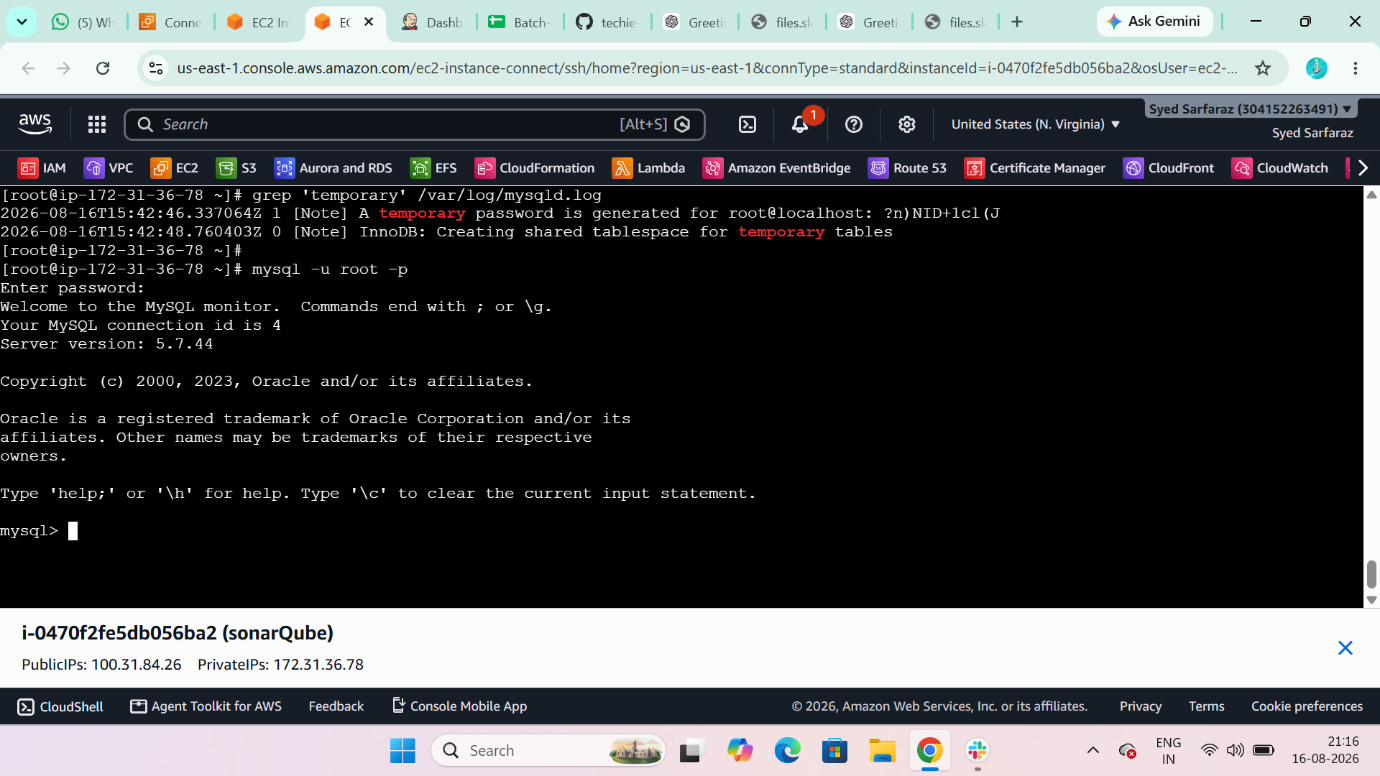 (5) Wh
Conne
EC2 In
EC
Dashb
Batch-
techie
Greeti
files.sl
Greeti
files.sl
Ask Gemini
us-east-1.console.aws.amazon.com/ec2-instance-connect/ssh/home?region=us-east-1&connType=standard&instanceId=i-0470f2fe5db056ba2&osUser=ec2-...
aws
Search
[Alt+S]
1
United States (N. Virginia)
Syed Sarfaraz (304152263491)
Syed Sarfaraz
IAM
VPC
EC2
S3
Aurora and RDS
EFS
CloudFormation
Lambda
Amazon EventBridge
Route 53
Certificate Manager
CloudFront
CloudWatch
[root@ip-172-31-36-78 ~]# grep 'temporary' /var/log/mysqld.log
2026-08-16T15:42:46.337064Z 1 [Note] A temporary password is generated for root@localhost: ?n)NID+lcl(J
2026-08-16T15:42:48.760403Z 0 [Note] InnoDB: Creating shared tablespace for temporary tables
[root@ip-172-31-36-78 ~]#
[root@ip-172-31-36-78 ~]# mysql -u root -p
Enter password:
Welcome to the MySQL monitor.  Commands end with ; or \g.
Your MySQL connection id is 4
Server version: 5.7.44
Copyright (c) 2000, 2023, Oracle and/or its affiliates.
Oracle is a registered trademark of Oracle Corporation and/or its
affiliates. Other names may be trademarks of their respective
owners.
Type 'help;' or '\h' for help. Type '\c' to clear the current input statement.
mysql>
i-0470f2fe5db056ba2 (sonarQube)
PublicIPs: 100.31.84.26    PrivateIPs: 172.31.36.78
CloudShell
Agent Toolkit for AWS
Feedback
Console Mobile App
© 2026, Amazon Web Services, Inc. or its affiliates.
Privacy
Terms
Cookie preferences
Search
ENG
IN
21:16
16-08-2026